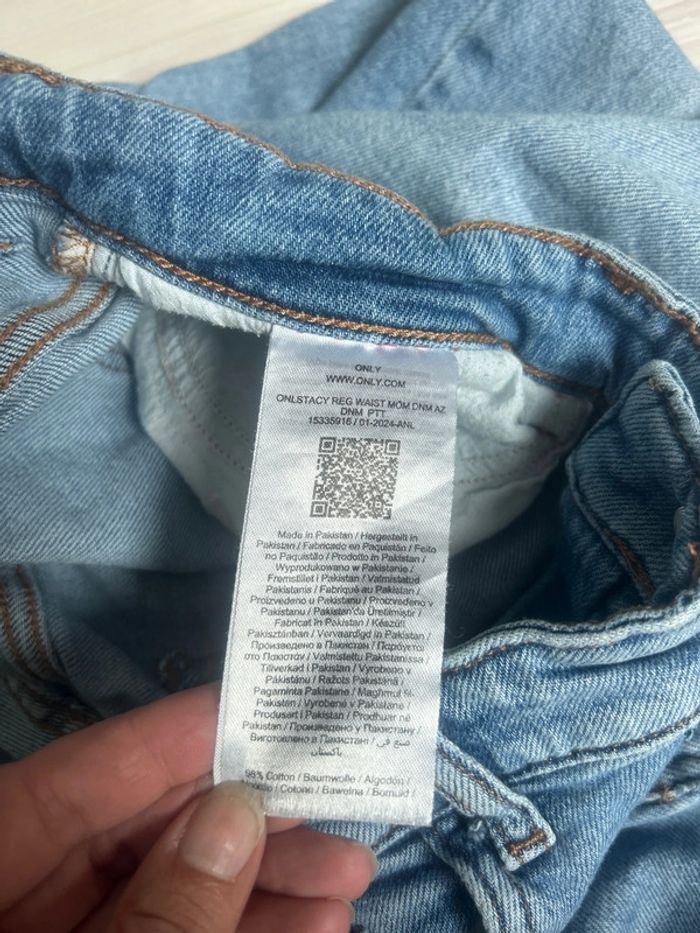 ONLY
WWW.ONLY.COM
ONLSTACY REG WAIST MOM DNM AZ
DNM PTT
15335916 / 01-2024-ANL
Made in Pakistan / Hergestellt in
Pakistan / Fabricado en Paquistán / Feito
no Paquistão / Prodotto in Pakistan /
Wyprodukowano w Pakistanie /
Fremstillet i Pakistan / Valmistatud
Pakistanis / Fabriqué au Pakistan /
Proizvedeno u Pakistanu / Proizvedeno v
Pakistanu / Pakistan'da Üretimiştir /
Fabricat în Pakistan / Készült
Pakisztánban / Vervaardigd in Pakistan /
Произведено в Пакистан / Παράγεται
στο Πακιστάν / Valmistettu Pakistanissa /
Tillverkad i Pakistan / Vyrobeno v
Pákistánu / Ražots Pakistānā /
Pagaminta Pakistane / Maghmul fil-
Pakistan / Vyrobené v Pakistane /
Produsert i Pakistan / Prodhuar në
Pakistan / Произведено у Пакистану /
Виготовлено в Пакистані / صنع في
باكستان
98% Cotton / Baumwolle / Algodón /
/ Cotone / Bawełna / Bomuld /